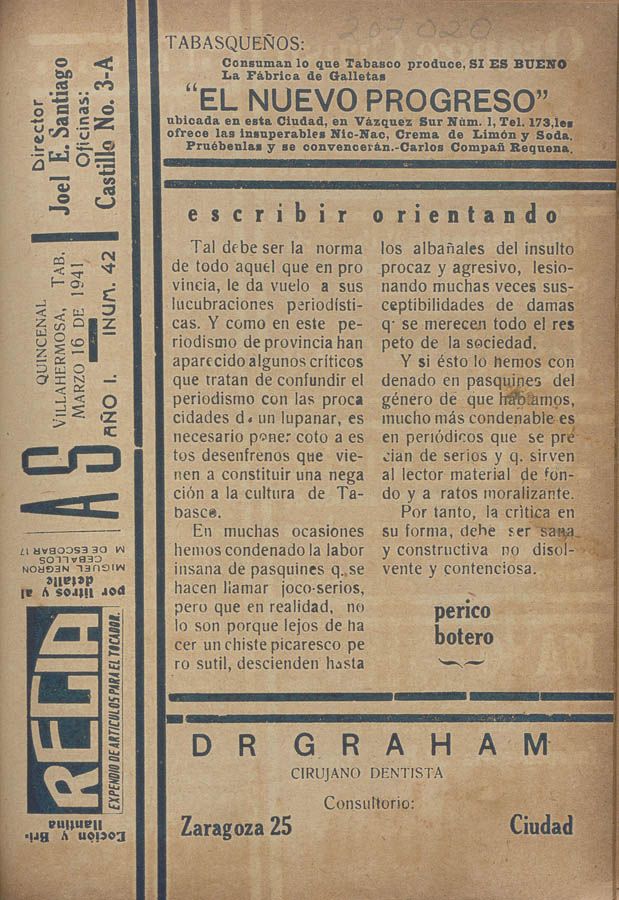 207020
TABASQUEÑOS:
Consuman lo que Tabasco produce, SI ES BUENO
La Fábrica de Galletas
“EL NUEVO PROGRESO”
ubicada en esta Ciudad, en Vázquez Sur Núm. 1, Tel. 173, les
ofrece las insuperables Nic-Nac, Crema de Limón y Soda.
Pruébenlas y se convencerán.-Carlos Compañ Requena.
Director
Joel E. Santiago
Oficinas:
Castillo No. 3-A
QUINCENAL
VILLAHERMOSA, TAB.
MARZO 16 DE 1941
AÑO I. NUM. 42
AS
MIGUEL NEGRON
CEBALLOS
M DE ESCOBAR 17
por litros y al
detalle
REGIA
EXPENDIO DE ARTICULOS PARA EL TOCADOR.
Loción y Bri-
llantina
escribir orientando
Tal debe ser la norma
de todo aquel que en pro
vincia, le da vuelo a sus
lucubraciones periodísti-
cas. Y como en este pe-
riodismo de provincia han
aparecido algunos críticos
que tratan de confundir el
periodismo con las proca
cidades de un lupanar, es
necesario poner coto a es
tos desenfrenos que vie-
nen a constituir una nega
ción a la cultura de Ta-
basco.
En muchas ocasiones
hemos condenado la labor
insana de pasquines q. se
hacen llamar joco-serios,
pero que en realidad, no
lo son porque lejos de ha
cer un chiste picaresco pe
ro sutil, descienden hasta
los albañales del insulto
procaz y agresivo, lesio-
nando muchas veces sus-
ceptibilidades de damas
q' se merecen todo el res
peto de la sociedad.
Y si ésto lo hemos con
denado en pasquines del
género de que hablamos,
mucho más condenable es
en periódicos que se pre
cian de serios y q. sirven
al lector material de fon-
do y a ratos moralizante.
Por tanto, la crìtica en
su forma, debe ser sana
y constructiva no disol-
vente y contenciosa.
perico
botero
DR GRAHAM
CIRUJANO DENTISTA
Consultorio:
Zaragoza 25 Ciudad